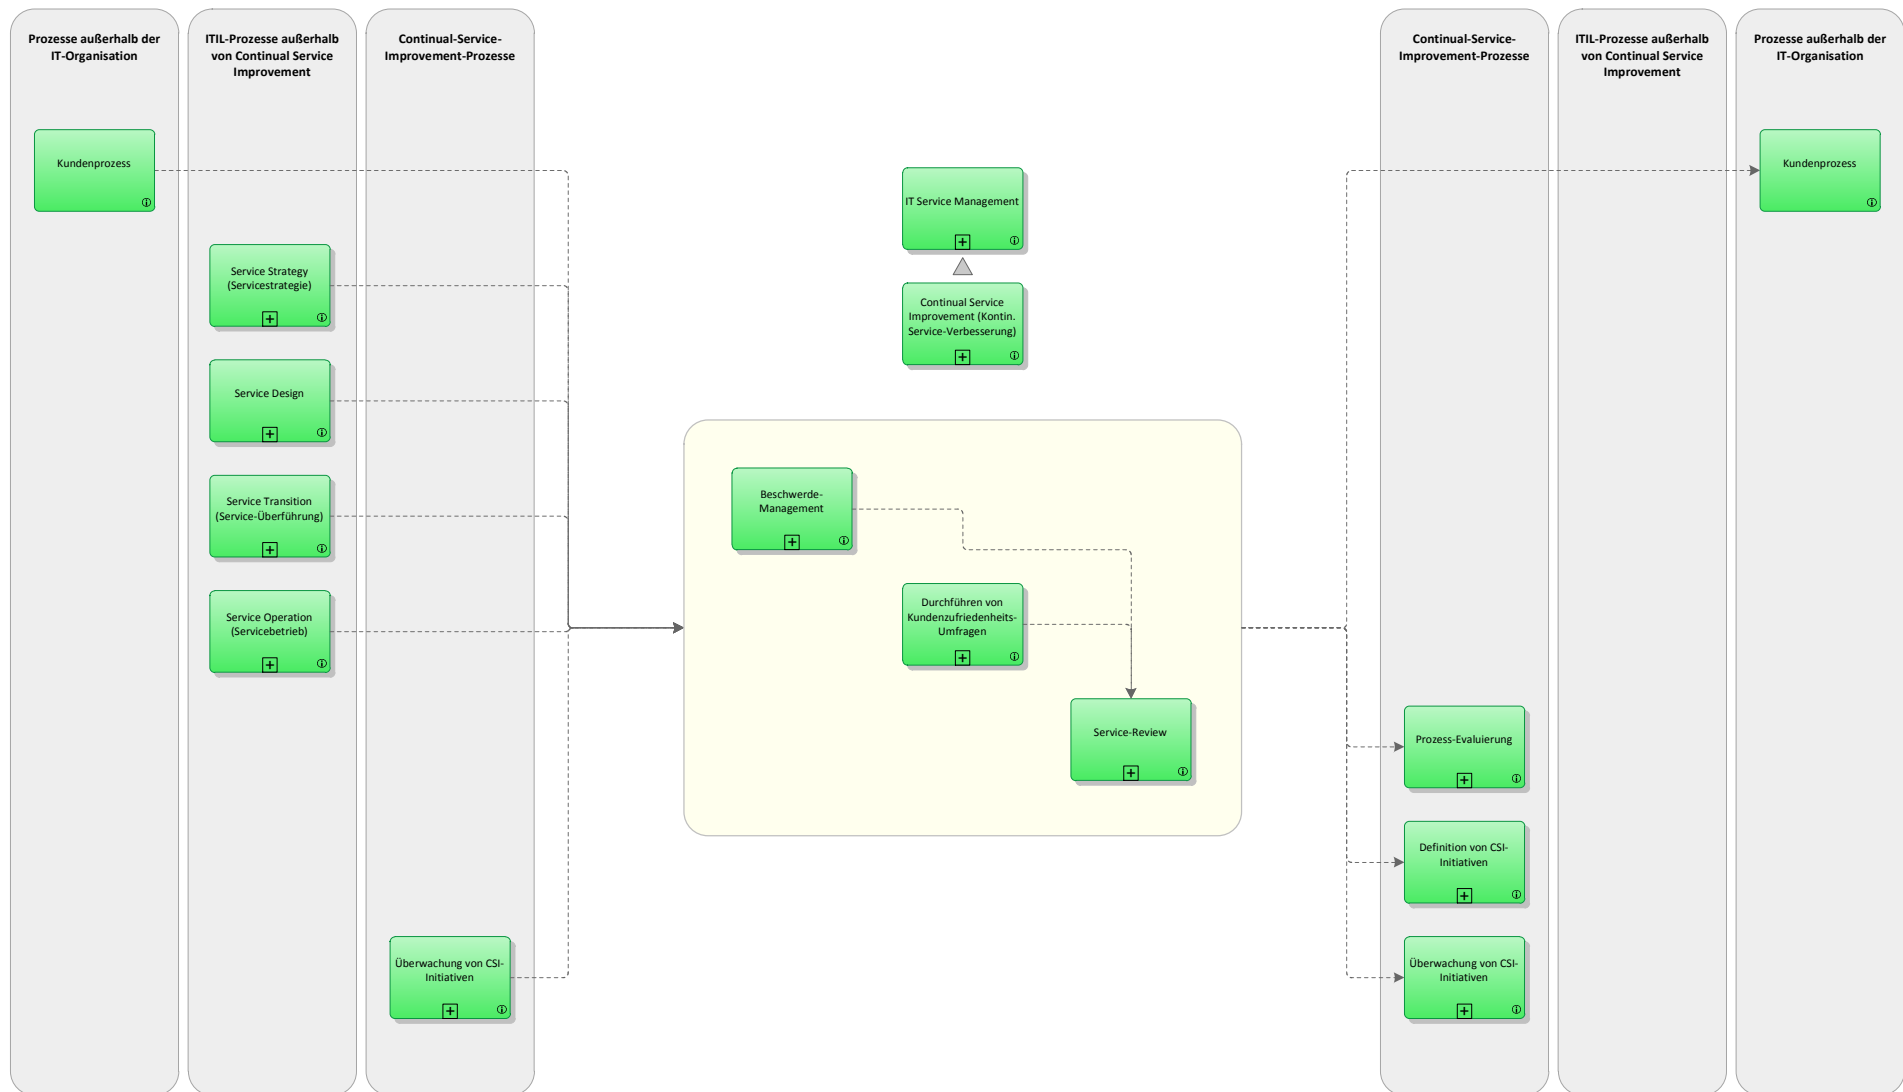 Prozesse außerhalb der
IT-Organisation
ITIL-Prozesse außerhalb
von Continual Service
Improvement
Continual-Service-
Improvement-Prozesse
Continual-Service-
Improvement-Prozesse
ITIL-Prozesse außerhalb
von Continual Service
Improvement
Prozesse außerhalb der
IT-Organisation
Kundenprozess
Kundenprozess
IT Service Management
Service Strategy
(Servicestrategie)
Continual Service
Improvement (Kontin.
Service-Verbesserung)
Service Design
Service Transition
(Service-Überführung)
Beschwerde-
Management
Service Operation
(Servicebetrieb)
Durchführen von
Kundenzufriedenheits-
Umfragen
Service-Review
Prozess-Evaluierung
Definition von CSI-
Initiativen
Überwachung von CSI-
Initiativen
Überwachung von CSI-
Initiativen